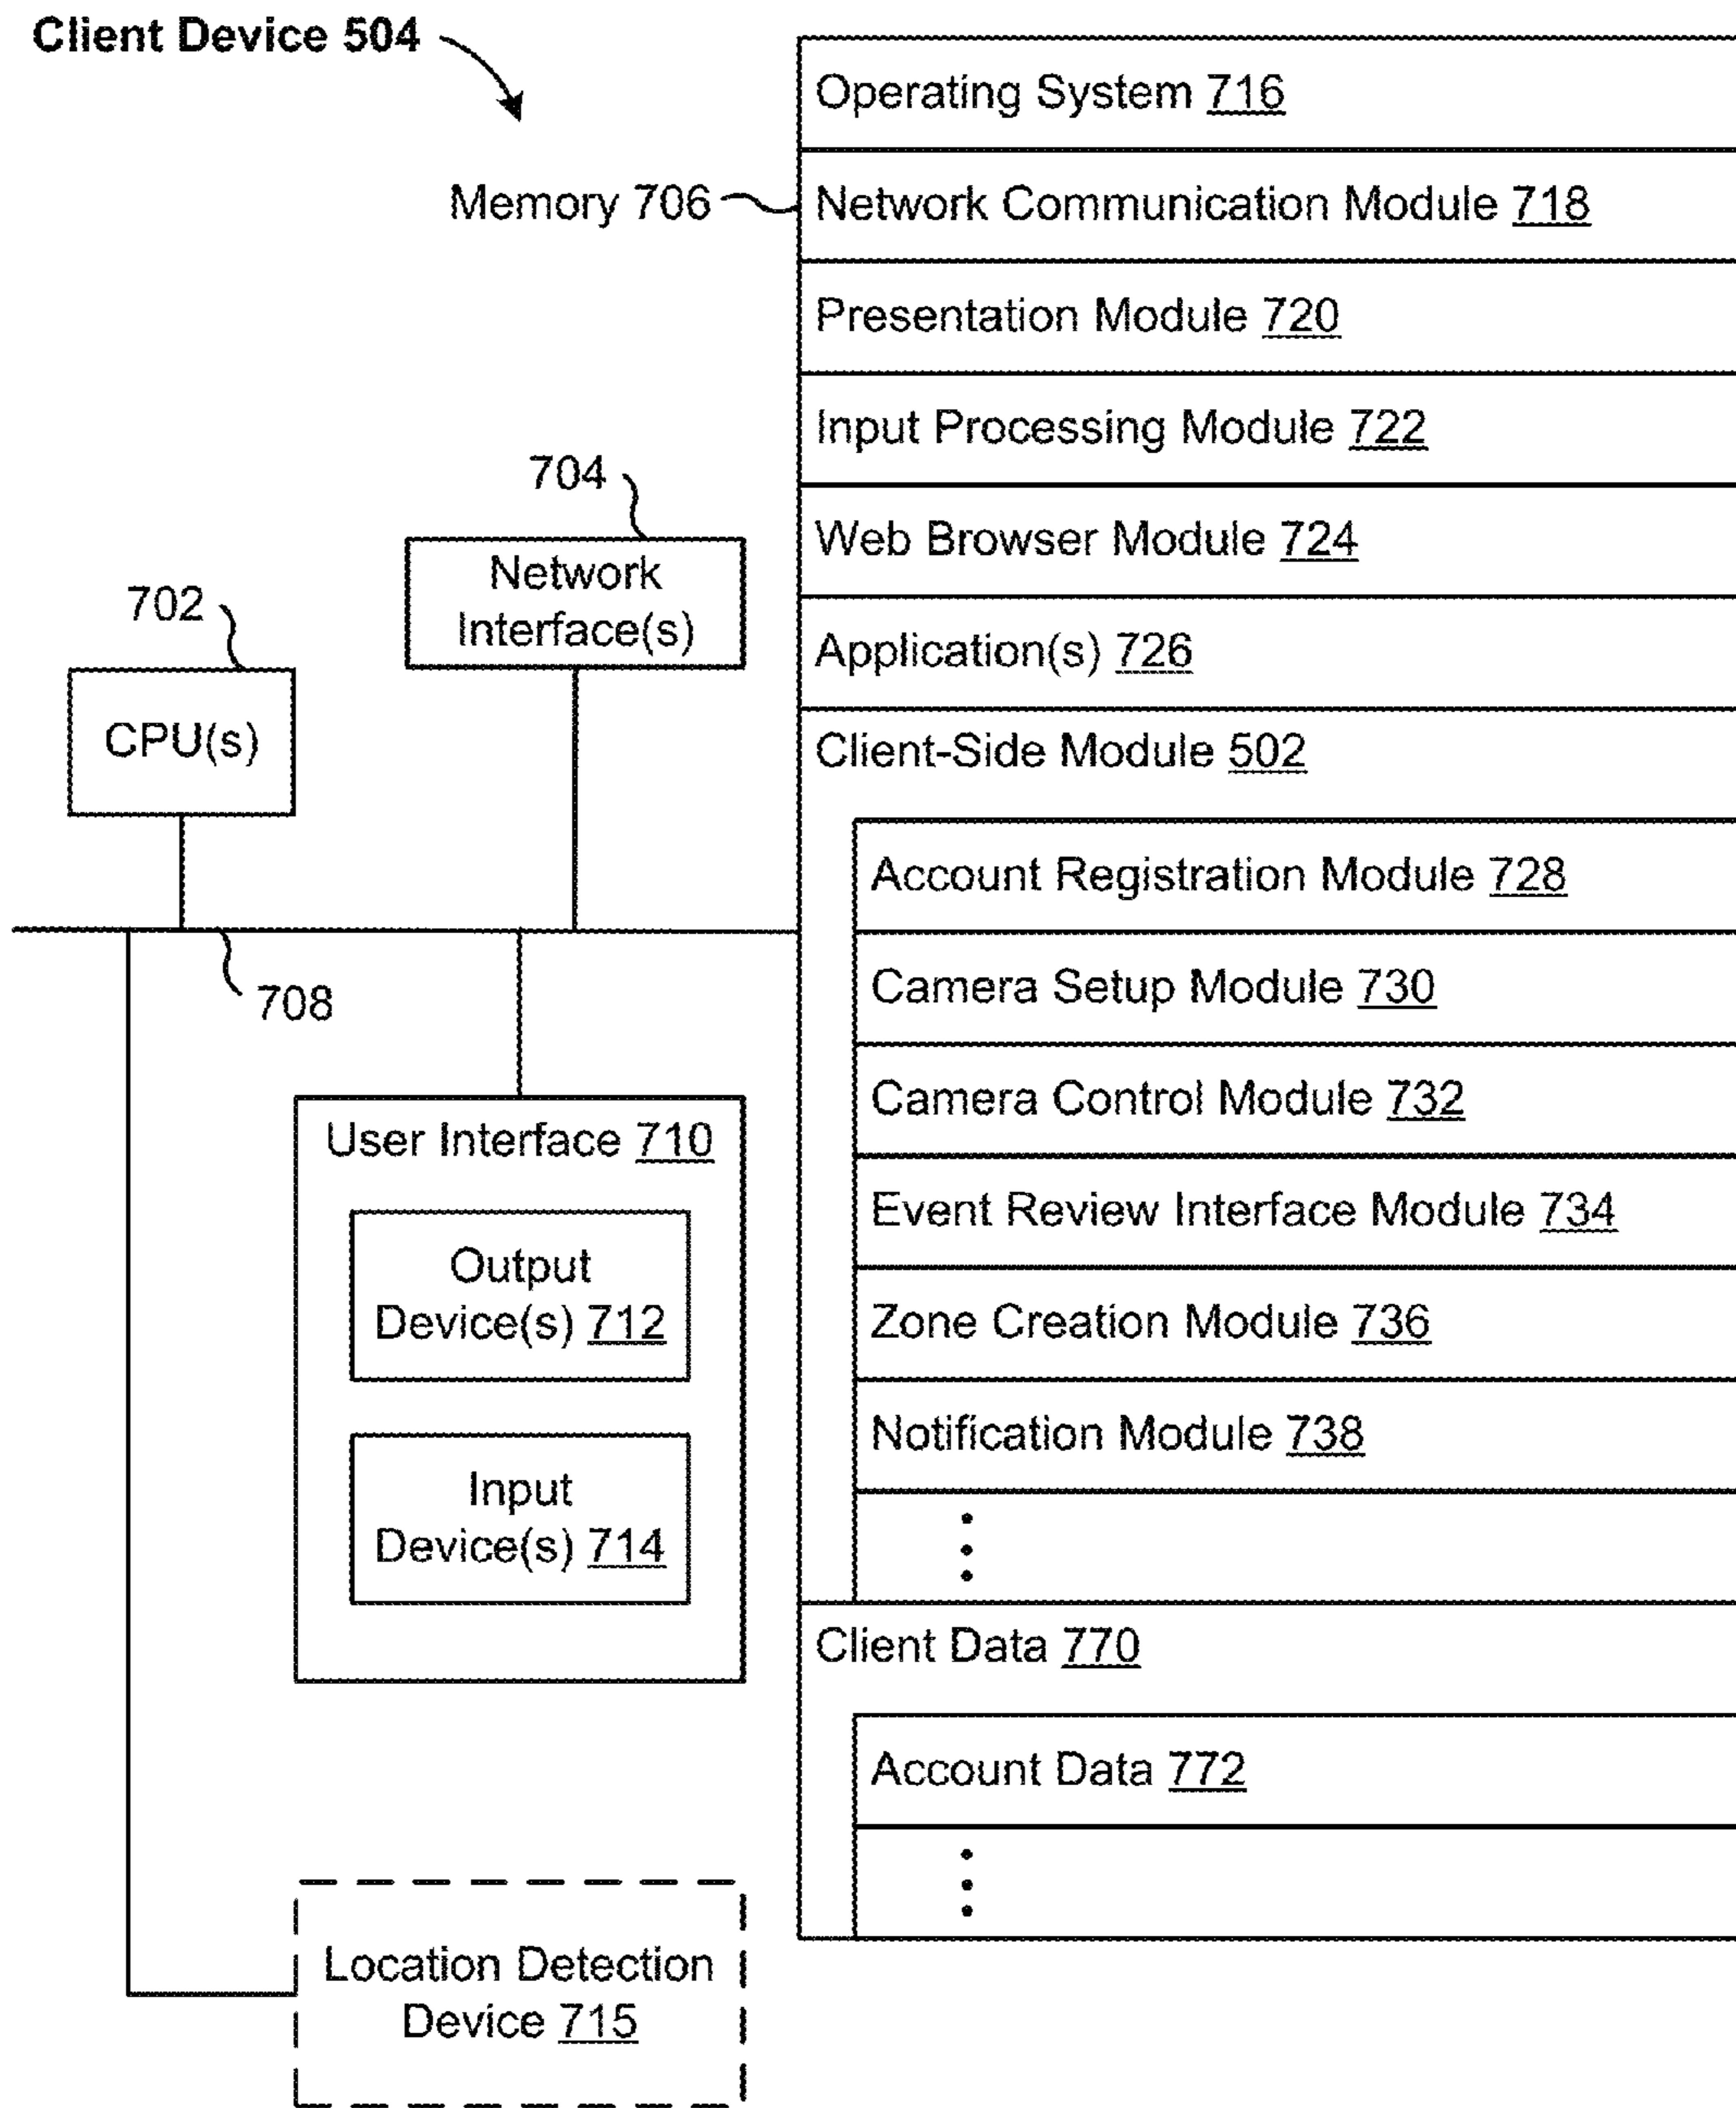 Client Device 504
Memory 706
Operating System 716
Network Communication Module 718
Presentation Module 720
Input Processing Module 722
Web Browser Module 724
Application(s) 726
Client-Side Module 502
Account Registration Module 728
Camera Setup Module 730
Camera Control Module 732
Event Review Interface Module 734
Zone Creation Module 736
Notification Module 738
Client Data 770
Account Data 772
704
Network
Interface(s)
702
CPU(s)
708
User Interface 710
Output
Device(s) 712
Input
Device(s) 714
Location Detection
Device 715